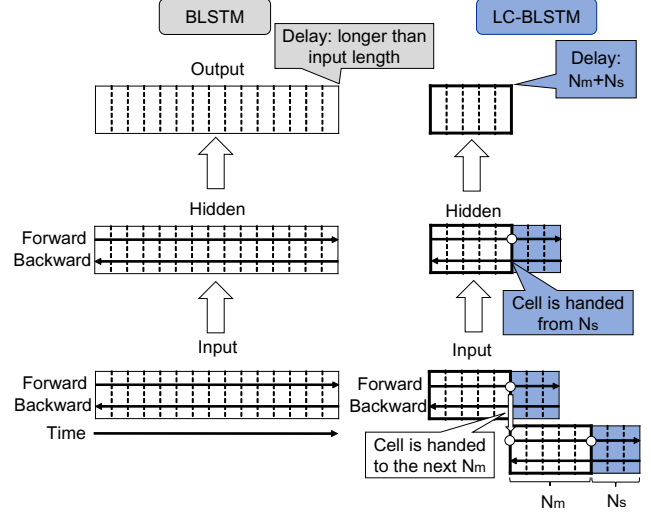 BLSTM
LC-BLSTM
Delay: longer than
input length
Delay:
Nm+Ns
Output
Hidden
Forward
Backward
Hidden
Cell is handed
from Ns
Input
Forward
Backward
Time
Input
Forward
Backward
Cell is handed
to the next Nm
Nm
Ns